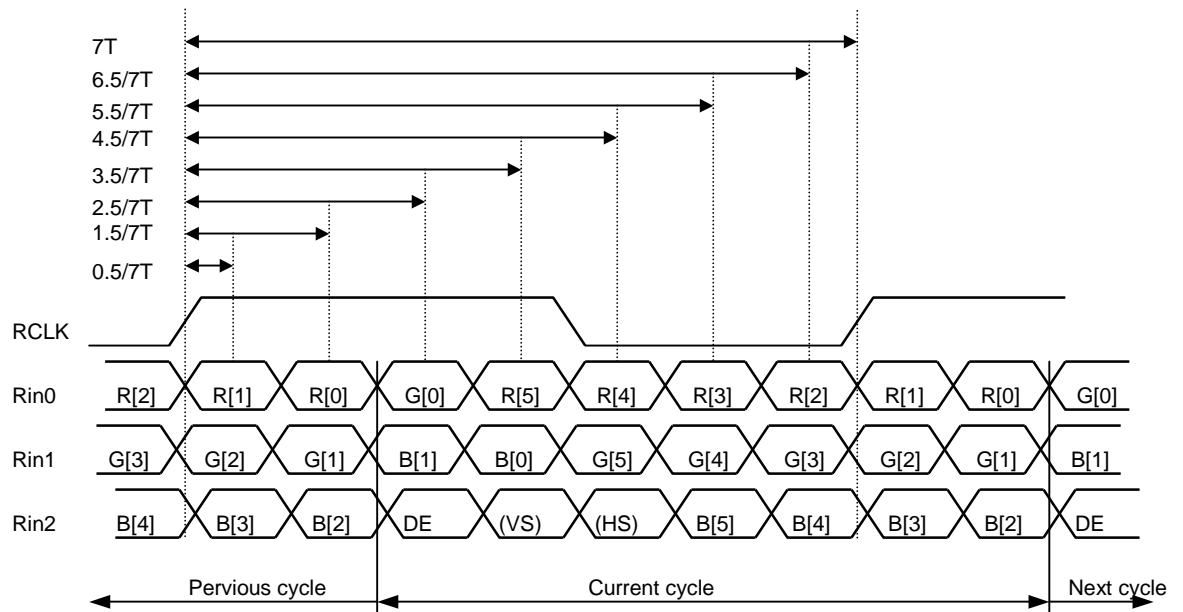 7T
6.5/7T
5.5/7T
4.5/7T
3.5/7T
2.5/7T
1.5/7T
0.5/7T
RCLK
Rin0 R[2] R[1] R[0] G[0] R[5] R[4] R[3] R[2] R[1] R[0] G[0]
Rin1 G[3] G[2] G[1] B[1] B[0] G[5] G[4] G[3] G[2] G[1] B[1]
Rin2 B[4] B[3] B[2] DE (VS) (HS) B[5] B[4] B[3] B[2] DE
Pervious cycle Current cycle Next cycle